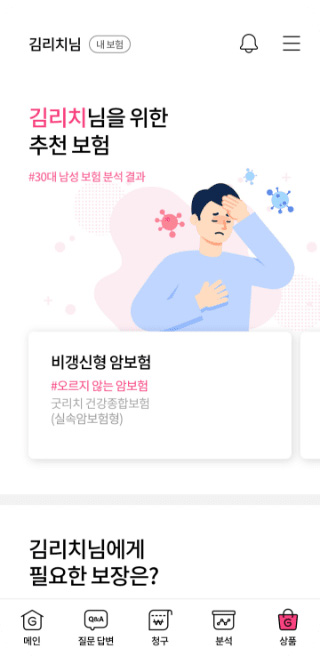 김리치님 내 보험
김리치님을 위한
추천 보험
#30대 남성 보험 분석 결과
비갱신형 암보험
#오르지 않는 암보험
굿리치 건강종합보험
(실속암보험형)
김리치님에게
필요한 보장은?
G Q&A ₩ G
메인 질문 답변 청구 분석 상품